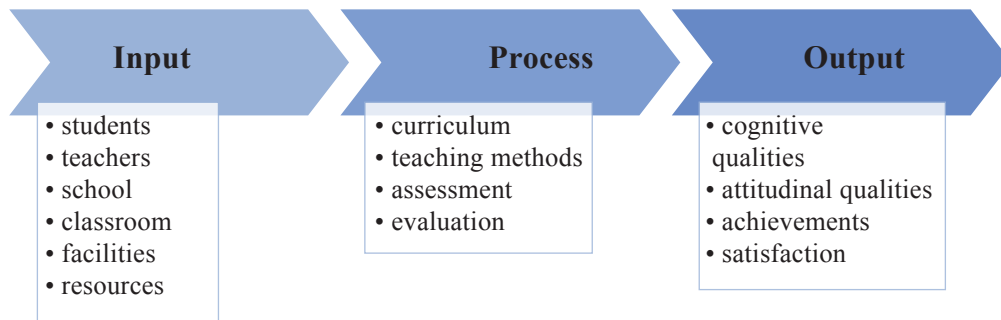 Input
• students
• teachers
• school
• classroom
• facilities
• resources
Process
• curriculum
• teaching methods
• assessment
• evaluation
Output
• cognitive
qualities
• attitudinal qualities
• achievements
• satisfaction